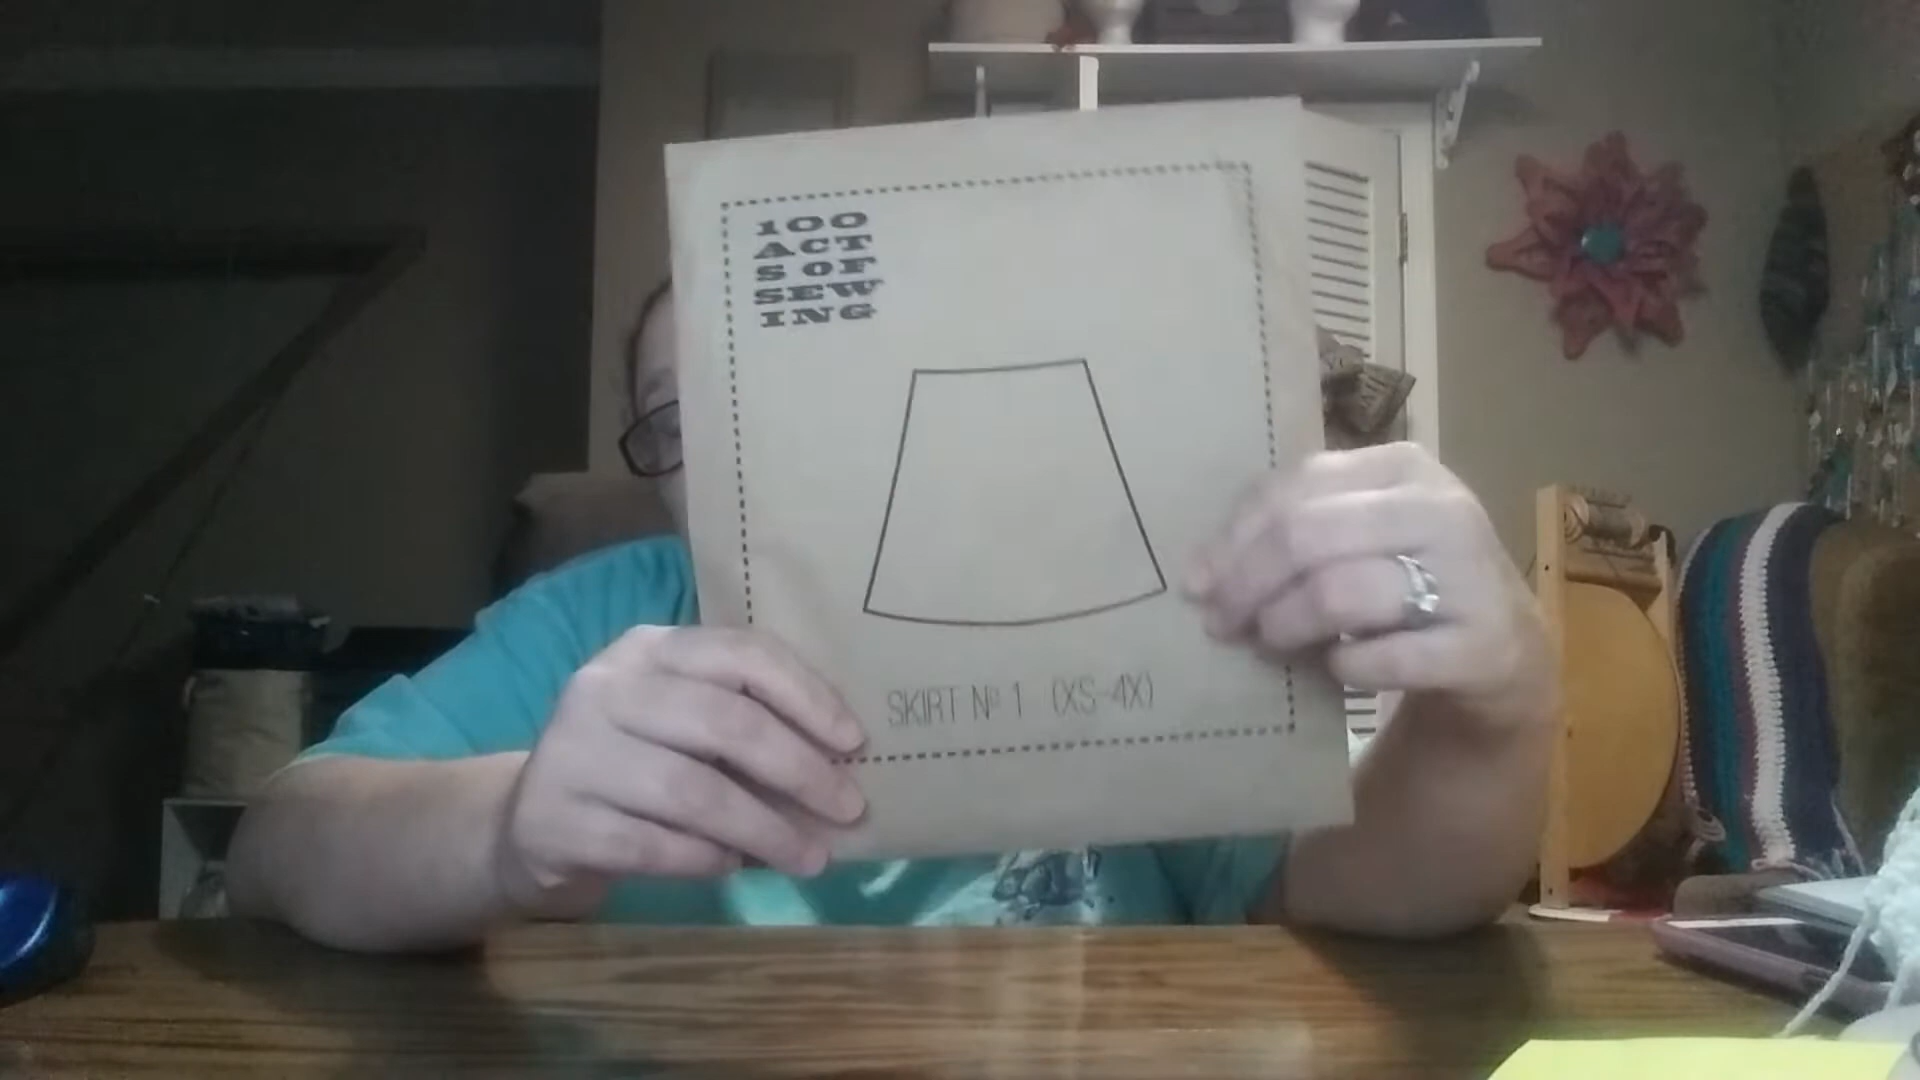 100
ACT
S OF
SEW
ING
SKIRT Nº 1 (XS-4X)